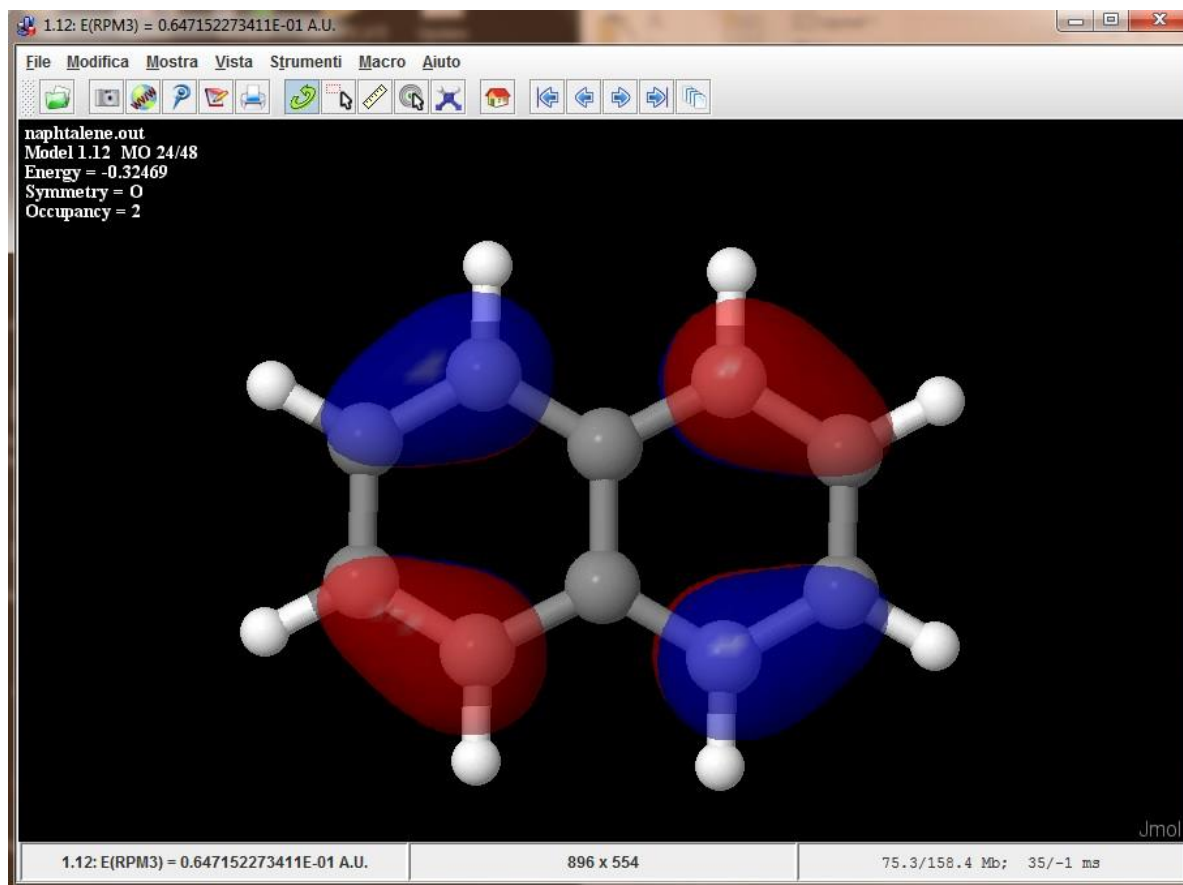 1.12: E(RPM3) = 0.647152273411E-01 A.U.
File Modifica Mostra Vista Strumenti Macro Aiuto
naphtalene.out
Model 1.12 MO 24/48
Energy = -0.32469
Symmetry = O
Occupancy = 2
Jmol
1.12: E(RPM3) = 0.647152273411E-01 A.U. 896 x 554 75.3/158.4 Mb; 35/-1 ms